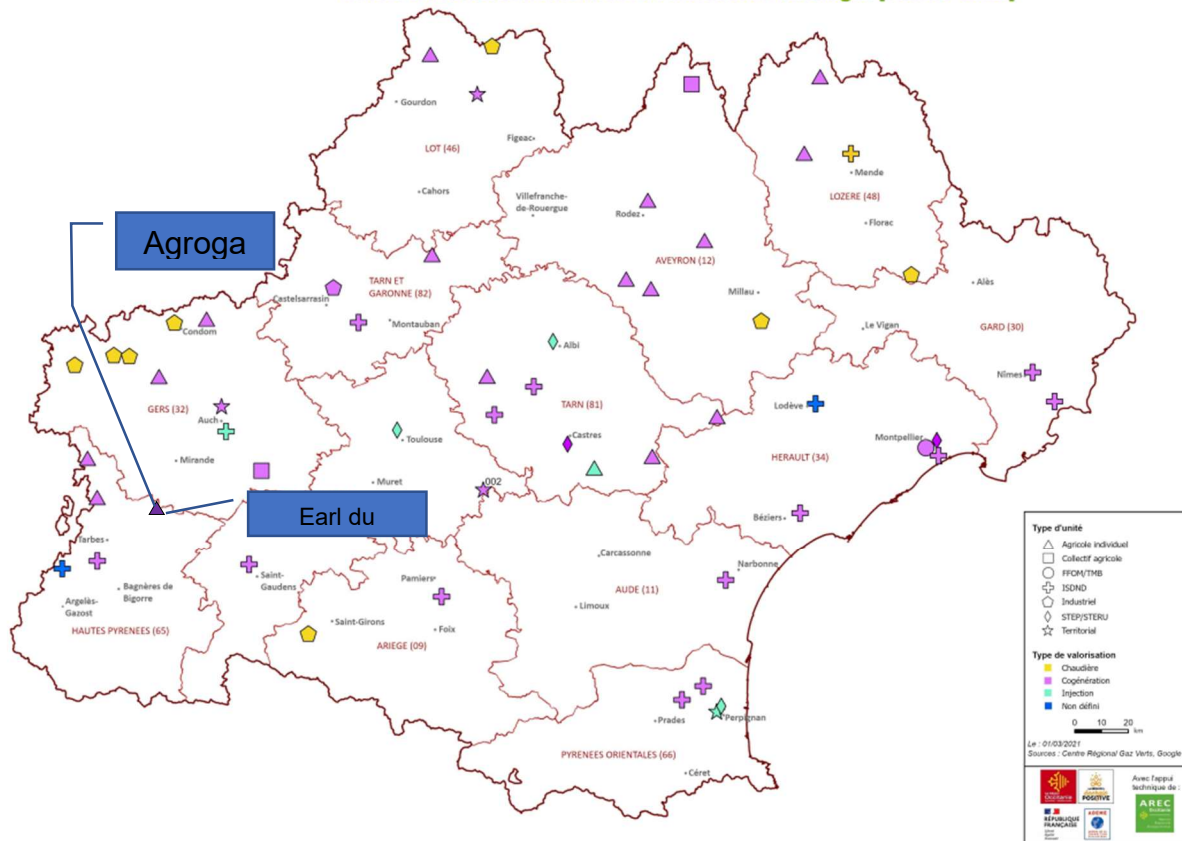 Gourdon
Figeac
LOT (46)
Cahors
Villefranche-
de-Rouergue
Rodez
AVEYRON (12)
Millau
Mende
LOZERE (48)
Florac
Alès
Le Vigan
GARD (30)
Nîmes
Agroga
TARN ET
GARONNE (82)
Castelsarrasin
Montauban
Condom
GERS (32)
Auch
Mirande
Albi
TARN (81)
Castres
Toulouse
Muret
002
Lodève
Montpellier
HERAULT (34)
Béziers
Earl du
Tarbes
Bagnères de
Bigorre
Argelès-
Gazost
HAUTES PYRENEES (65)
Saint-
Gaudens
Saint-Girons
Pamiers
Foix
ARIEGE (09)
Carcassonne
Narbonne
AUDE (11)
Limoux
Prades
Perpignan
PYRENEES ORIENTALES (66)
Céret
Type d'unité
Agricole individuel
Collectif agricole
FFOM/TMB
ISDND
Industriel
STEP/STERU
Territorial
Type de valorisation
Chaudière
Cogénération
Injection
Non défini
0 10 20
km
Le : 01/03/2021
Sources : Centre Régional Gaz Verts, Google
Avec l'appui
technique de :
POSITIVE
RÉPUBLIQUE
FRANÇAISE
ADEME
AREC
Occitanie